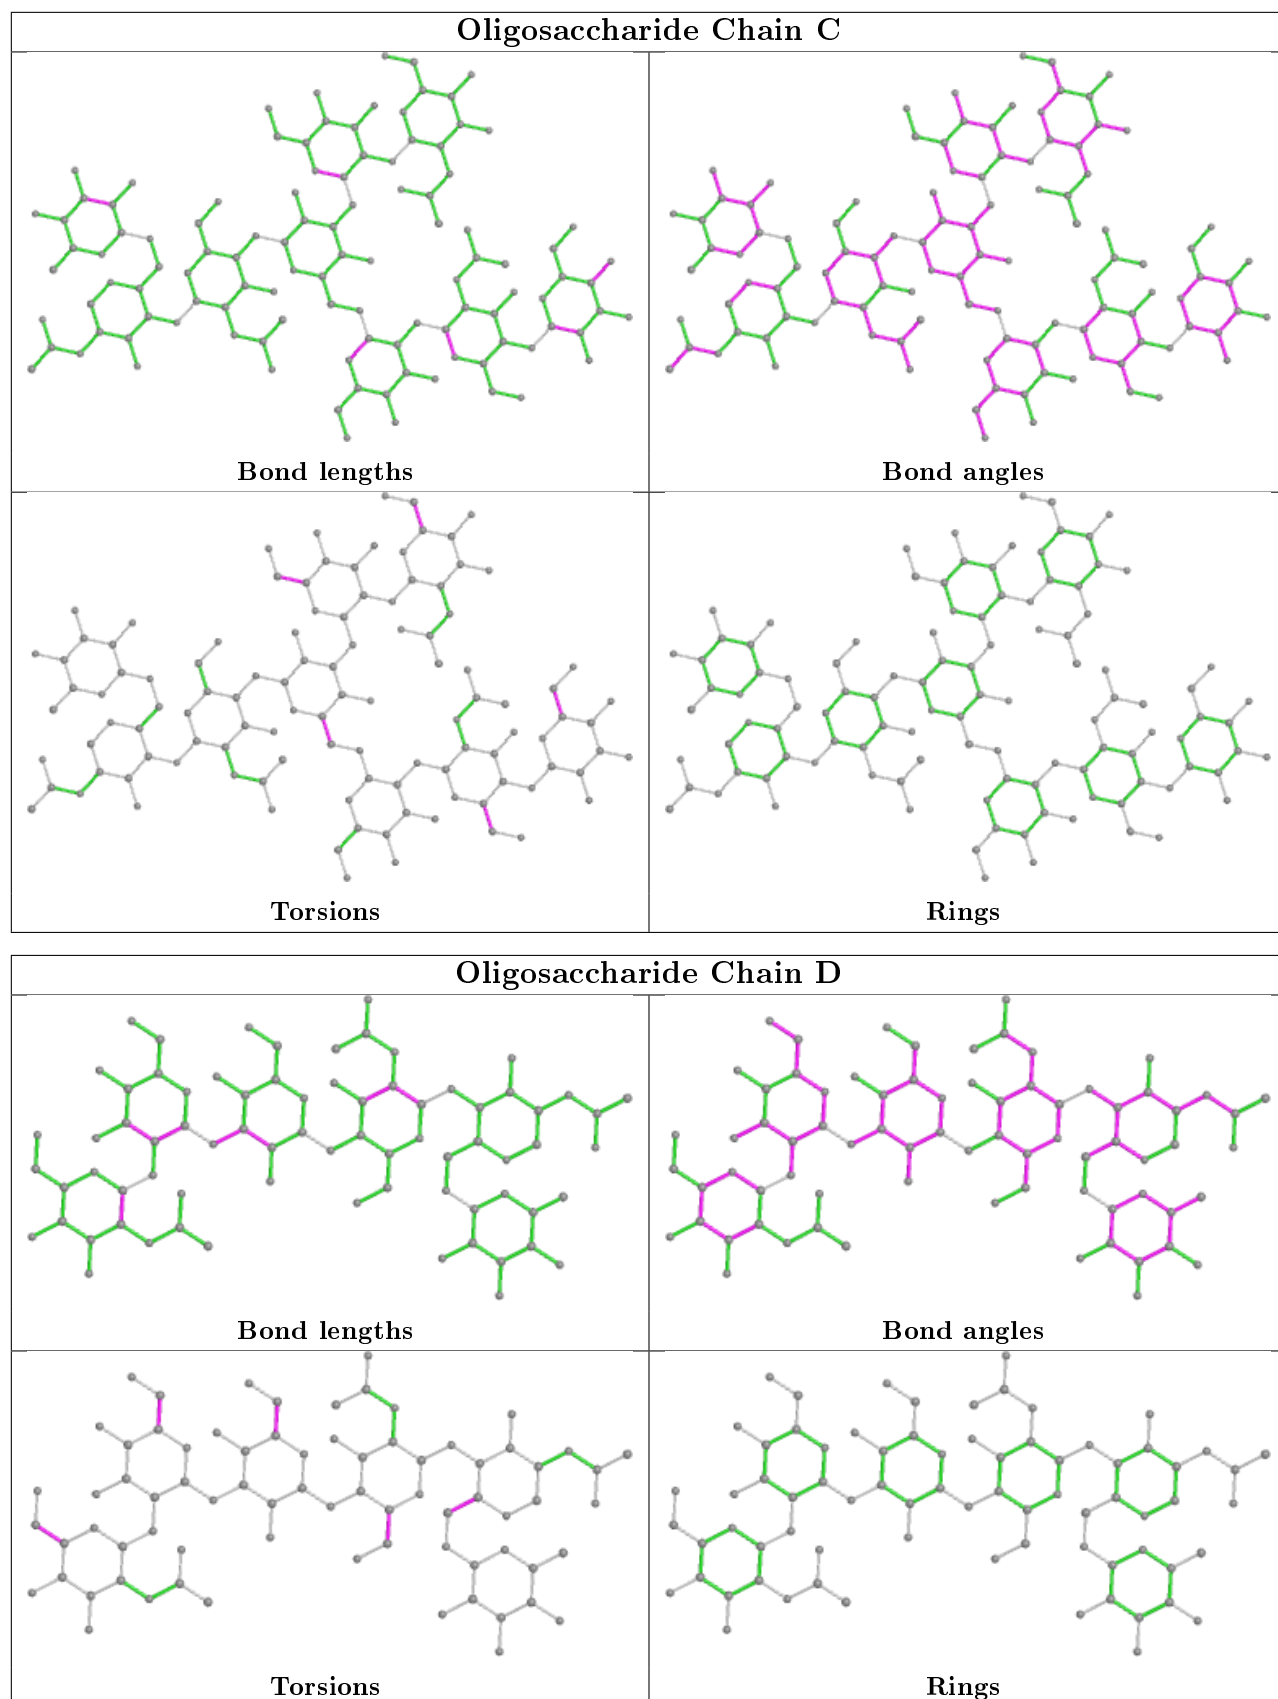 Oligosaccharide Chain C
Bond lengths
Bond angles
Torsions
Rings
Oligosaccharide Chain D
Bond lengths
Bond angles
Torsions
Rings